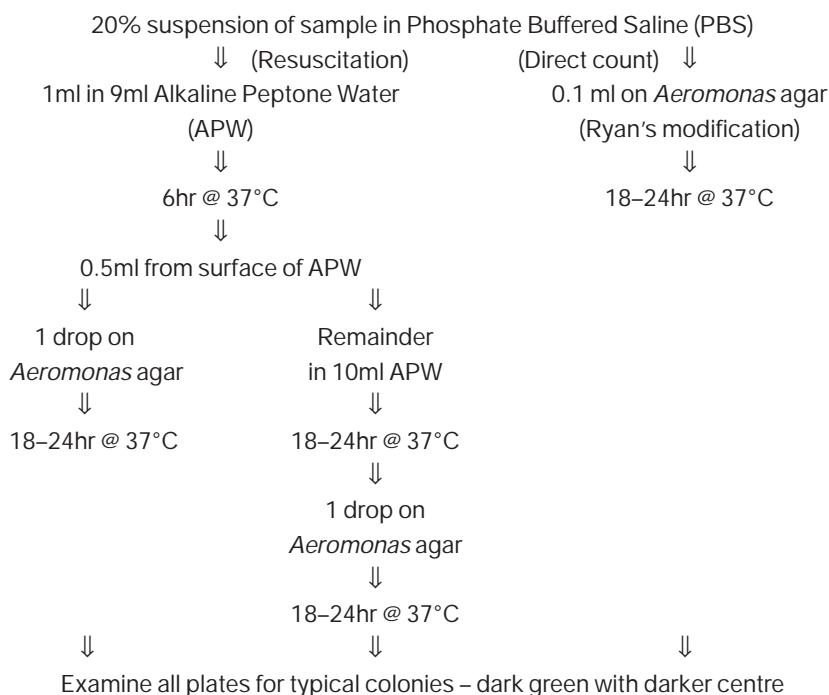 20% suspension of sample in Phosphate Buffered Saline (PBS)
⇓ (Resuscitation) (Direct count) ⇓
1ml in 9ml Alkaline Peptone Water 0.1 ml on Aeromonas agar
(APW) (Ryan's modification)
⇓ ⇓
6hr @ 37°C 18–24hr @ 37°C
⇓
0.5ml from surface of APW
⇓ ⇓
1 drop on Remainder
Aeromonas agar in 10ml APW
⇓ ⇓
18–24hr @ 37°C 18–24hr @ 37°C
⇓
1 drop on
Aeromonas agar
⇓
18–24hr @ 37°C
⇓ ⇓ ⇓
Examine all plates for typical colonies – dark green with darker centre